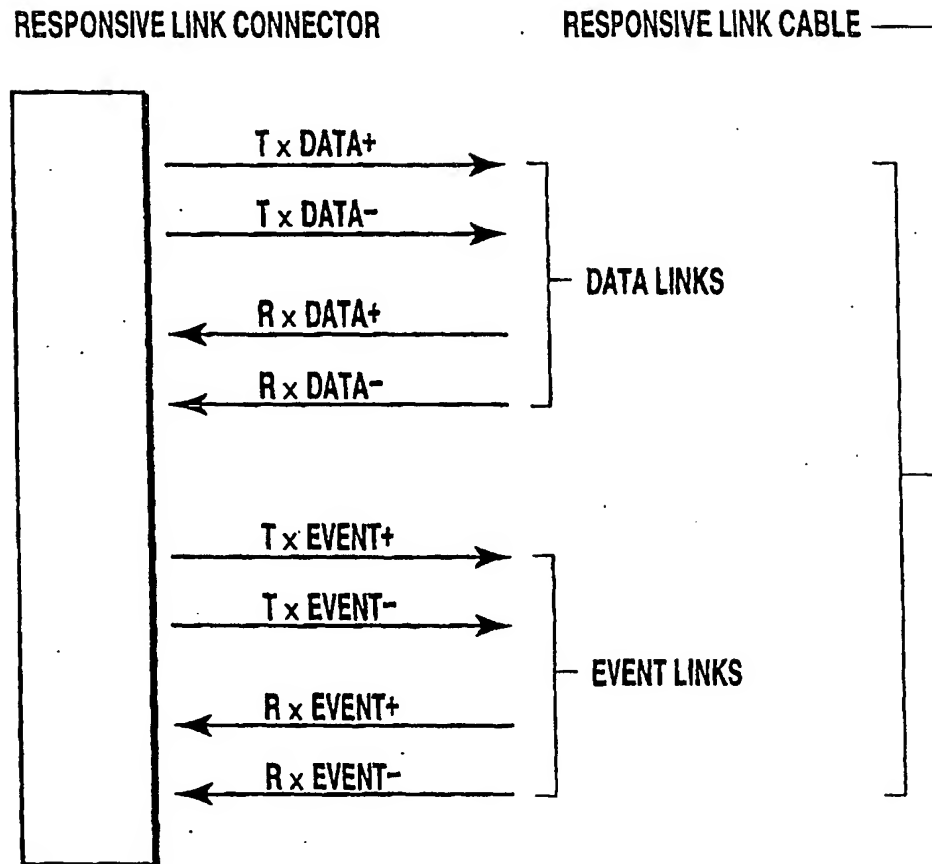 RESPONSIVE LINK CONNECTOR
RESPONSIVE LINK CABLE
T x DATA+
T x DATA-
DATA LINKS
R x DATA+
R x DATA-
T x EVENT+
T x EVENT-
EVENT LINKS
R x EVENT+
R x EVENT-